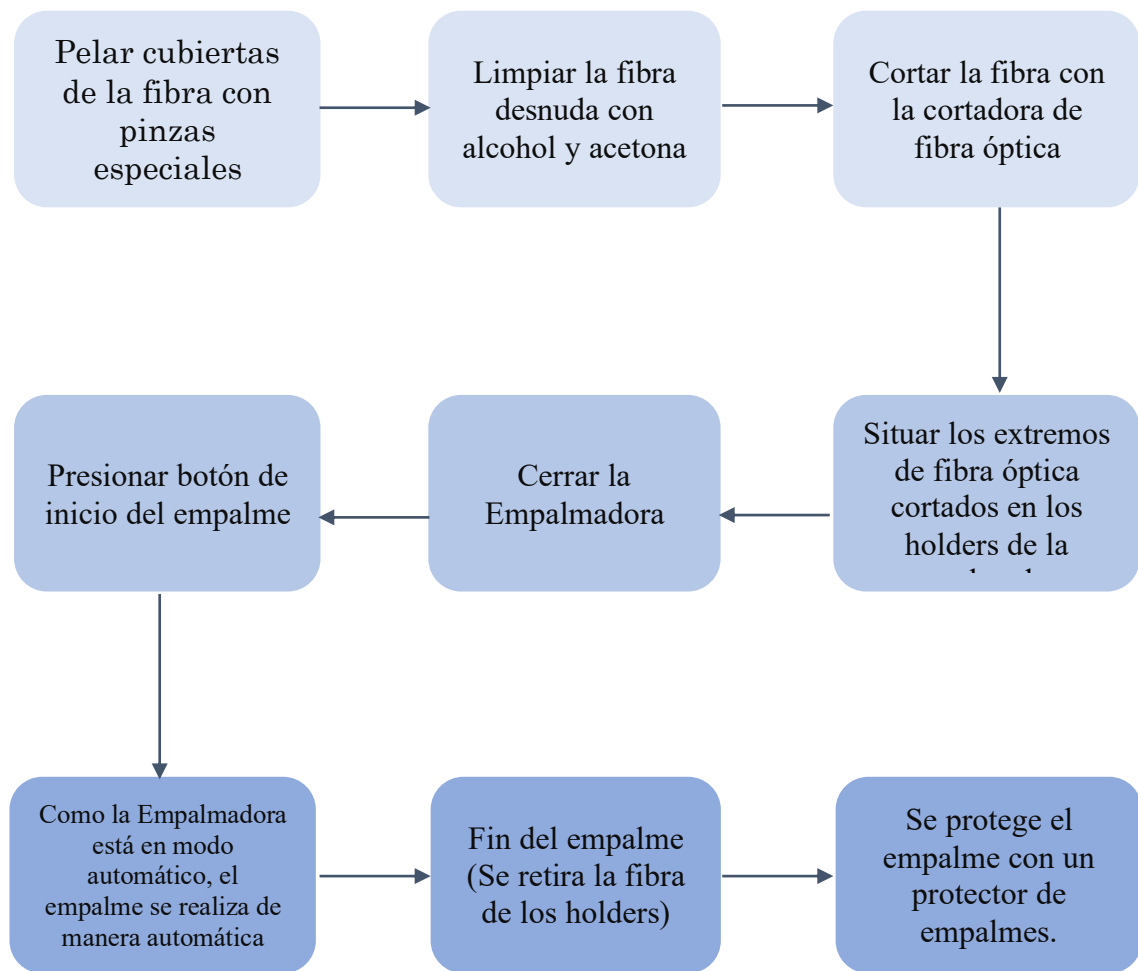 Pelar cubiertas
de la fibra con
pinzas
especiales
Limpiar la fibra
desnuda con
alcohol y acetona
Cortar la fibra con
la cortadora de
fibra óptica
Situar los extremos
de fibra óptica
cortados en los
holders de la
Cerrar la
Empalmadora
Presionar botón de
inicio del empalme
Como la Empalmadora
está en modo
automático, el
empalme se realiza de
manera automática
Fin del empalme
(Se retira la fibra
de los holders)
Se protege el
empalme con un
protector de
empalmes.